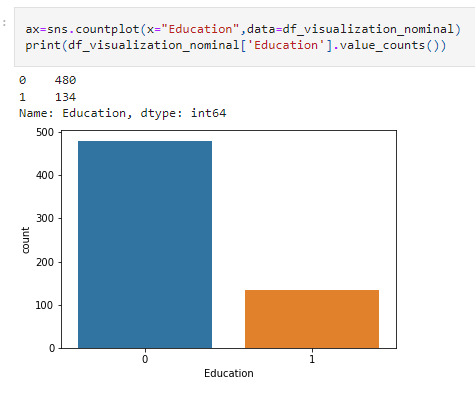 ax=sns.countplot(x="Education",data=df_visualization_nominal)
print(df_visualization_nominal['Education'].value_counts())
0    480
1    134
Name: Education, dtype: int64
500
400
300
200
100
0
count
0 1
Education